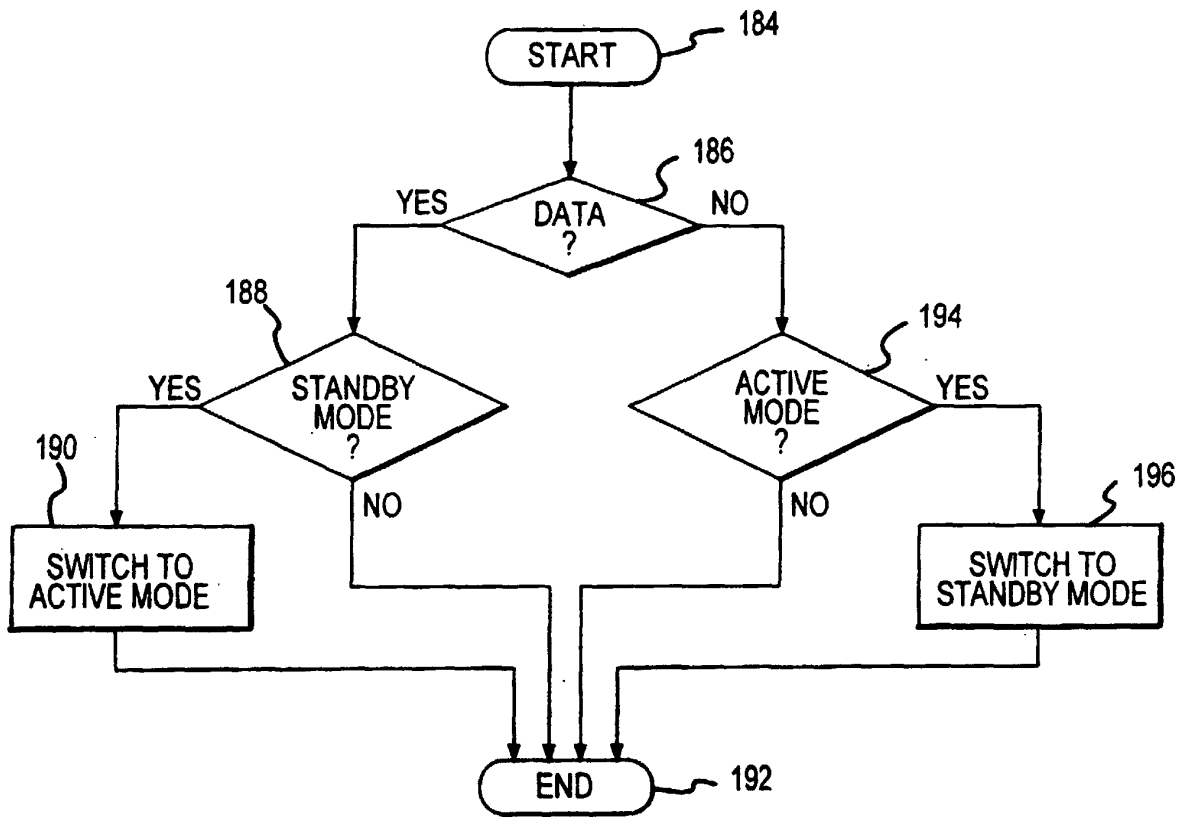 184
START
186
YES
DATA
?
NO
188
194
YES
STANDBY
MODE
?
ACTIVE
MODE
?
YES
190
NO
NO
196
SWITCH TO
ACTIVE MODE
SWITCH TO
STANDBY MODE
END
192